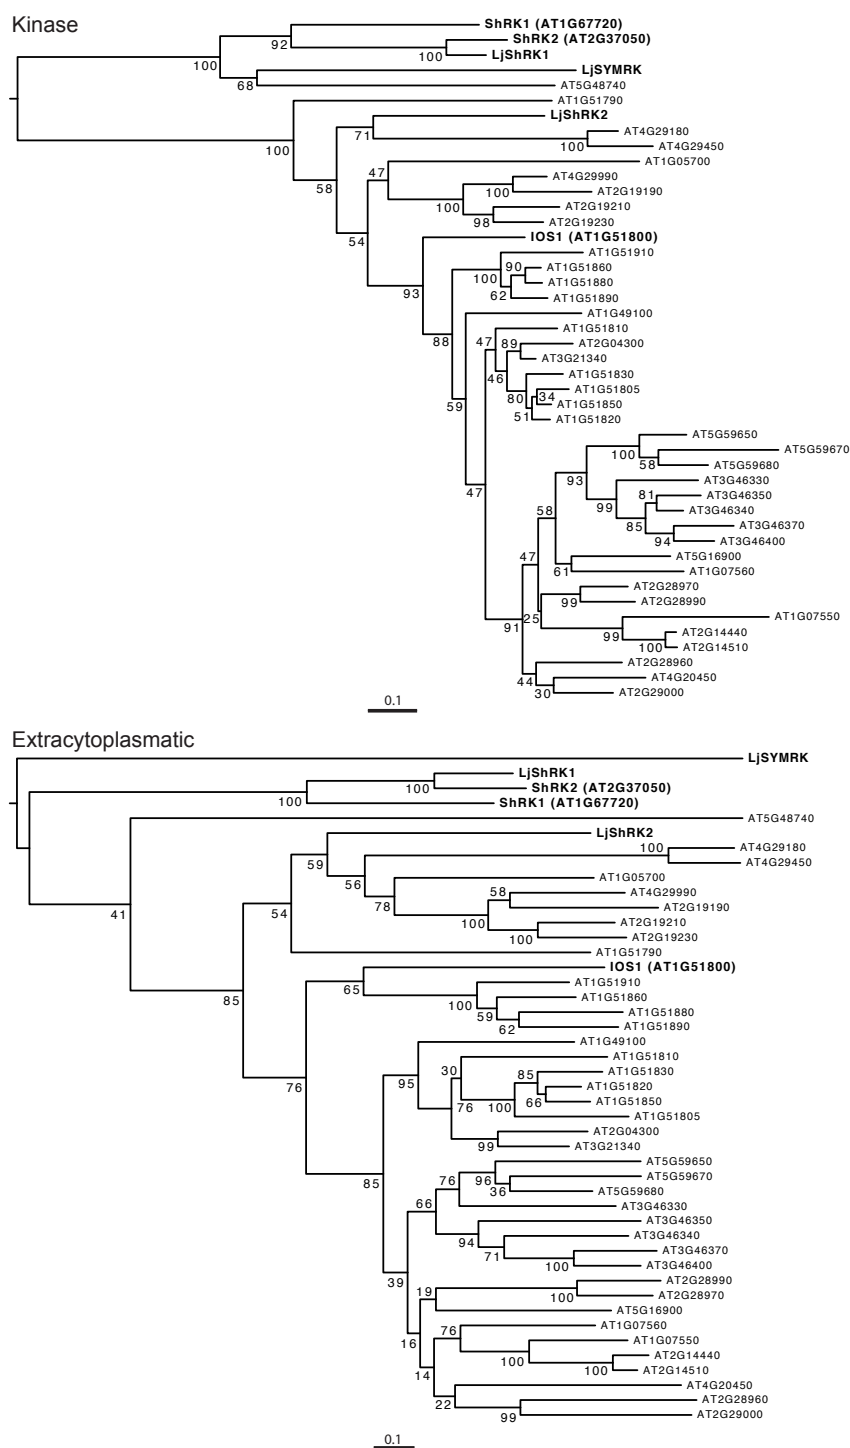 Kinase
ShRK1 (AT1G67720)
92
ShRK2 (AT2G37050)
100
LjShRK1
100
LjSYMRK
68
AT5G48740
AT1G51790
LjShRK2
100
71
AT4G29180
100
AT4G29450
58
AT1G05700
47
AT4G29990
100
AT2G19190
100
AT2G19210
98
AT2G19230
54
IOS1 (AT1G51800)
93
AT1G51910
90
AT1G51860
100
AT1G51880
62
AT1G51890
88
AT1G49100
AT1G51810
47
89
AT2G04300
AT3G21340
46
AT1G51830
80
AT1G51805
34
AT1G51850
59
51
AT1G51820
AT5G59650
100
AT5G59670
58
AT5G59680
93
AT3G46330
47
81
AT3G46350
99
AT3G46340
58
85
AT3G46370
94
AT3G46400
47
AT5G16900
61
AT1G07560
AT2G28970
99
AT2G28990
25
AT1G07550
91
99
AT2G14440
100
AT2G14510
AT2G28960
44
AT4G20450
30
AT2G29000
0.1
Extracytoplasmatic
LjSYMRK
LjShRK1
100
ShRK2 (AT2G37050)
100
ShRK1 (AT1G67720)
AT5G48740
LjShRK2
59
100
AT4G29180
AT4G29450
56
AT1G05700
58
AT4G29990
78
AT2G19190
41
54
100
AT2G19210
100
AT2G19230
AT1G51790
IOS1 (AT1G51800)
65
AT1G51910
85
100
AT1G51860
59
AT1G51880
62
AT1G51890
AT1G49100
AT1G51810
30
85
AT1G51830
95
AT1G51820
76
76
100
66
AT1G51850
AT1G51805
AT2G04300
99
AT3G21340
AT5G59650
76
96
AT5G59670
85
36
AT5G59680
66
AT3G46330
AT3G46350
94
AT3G46340
71
AT3G46370
100
AT3G46400
39
AT2G28990
19
100
AT2G28970
AT5G16900
76
AT1G07560
16
AT1G07550
100
AT2G14440
100
AT2G14510
14
AT4G20450
22
AT2G28960
99
AT2G29000
0.1